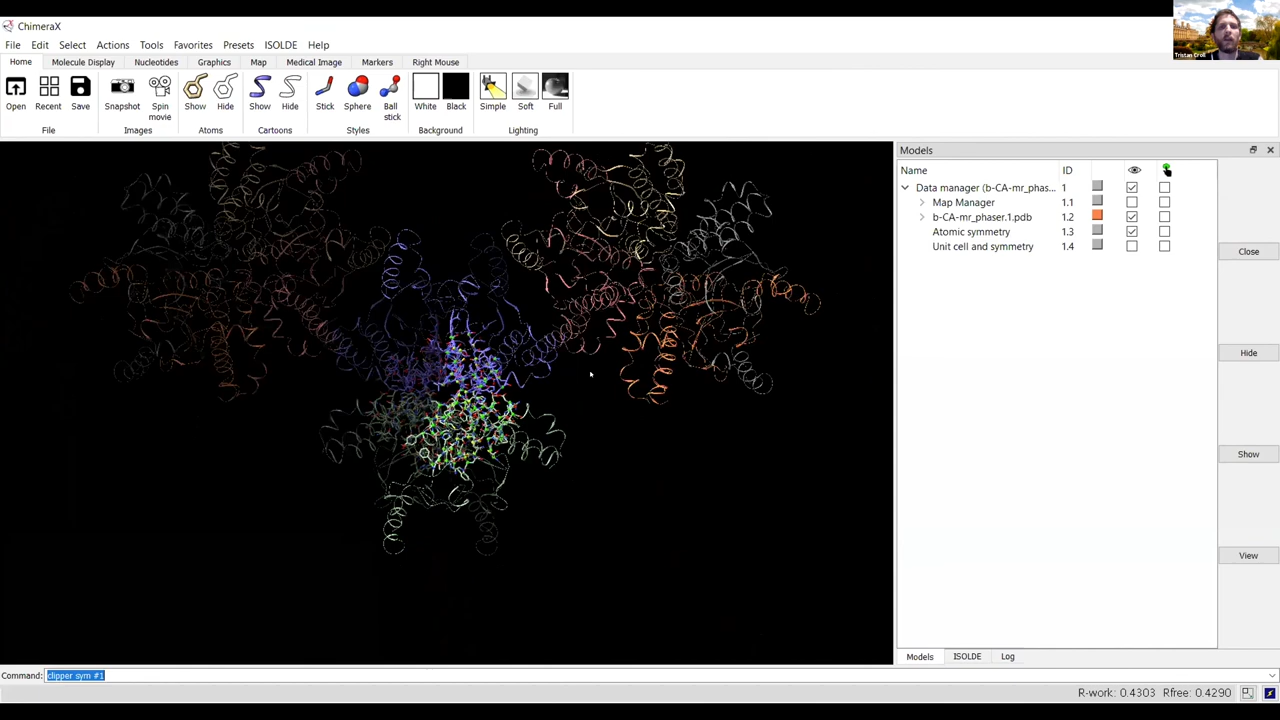 ChimeraX
File Edit Select Actions Tools Favorites Presets ISOLDE Help
Home Molecule Display Nucleotides Graphics Map Medical Image Markers Right Mouse
Open Recent Save Snapshot Spin movie Show Hide Show Hide Stick Sphere Ball stick White Black Simple Soft Full
File Images Atoms Cartoons Styles Background Lighting
Tristan Croll
Models
Name ID
Data manager (b-CA-mr_phas... 1
Map Manager 1.1
b-CA-mr_phaser.1.pdb 1.2
Atomic symmetry 1.3
Unit cell and symmetry 1.4
Close
Hide
Show
View
Models ISOLDE Log
Command: clipper sym #1
R-work: 0.4303 Rfree: 0.4290